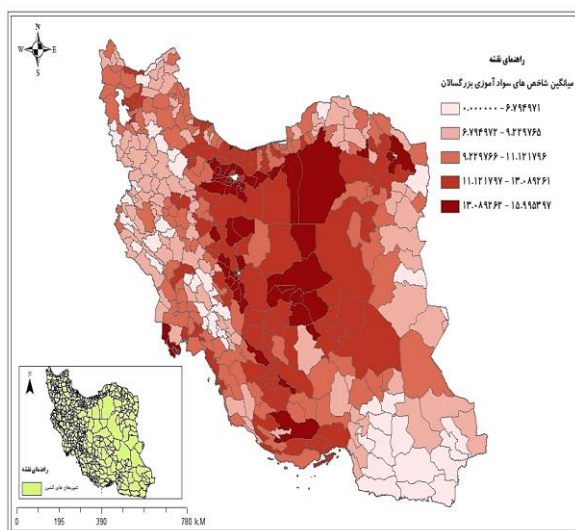 N
W E
S
راهنمای نقشه
میانگین شاخص های سواد آموزی بزرگسالان
۰.۰۰۰۰۰۰ - ۶.۷۹۴۹۷۱
۶.۷۹۴۹۷۲ - ۹.۲۲۹۷۶۵
۹.۲۲۹۷۶۶ - ۱۱.۱۲۱۷۹۶
۱۱.۱۲۱۷۹۷ - ۱۳.۰۸۹۲۶۱
۱۳.۰۸۹۲۶۲ - ۱۵.۹۹۵۳۹۷
N
راهنمای نقشه
شهرستان های کشور
0 195 390 780 k.M